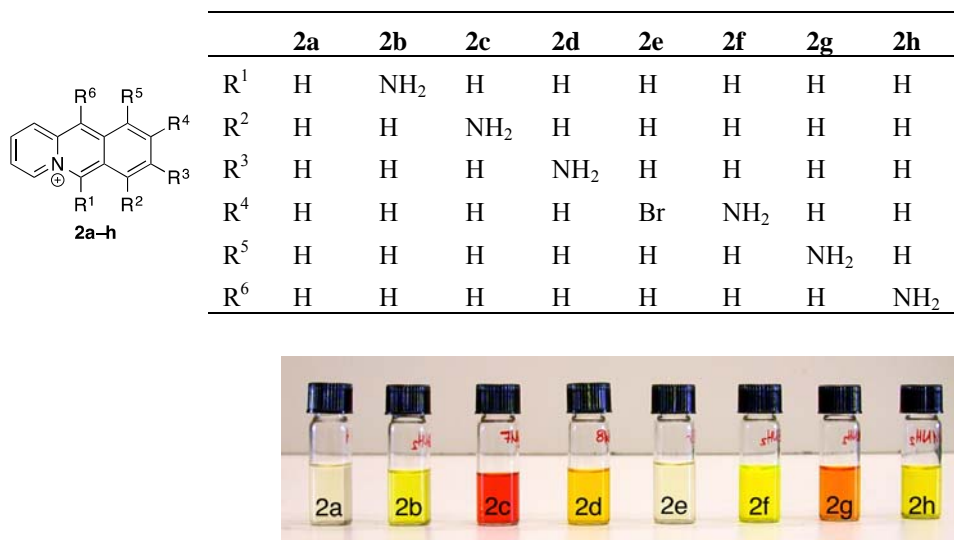 2a 2b 2c 2d 2e 2f 2g 2h
R¹ H NH₂ H H H H H H
R² H H NH₂ H H H H H
R³ H H H NH₂ H H H H
R⁴ H H H H Br NH₂ H H
R⁵ H H H H H H NH₂ H
R⁶ H H H H H H H NH₂
R⁶ R⁵
R⁴
N
⊕
R³
R¹ R²
2a–h
2a 2b 2c 2d 2e 2f 2g 2h